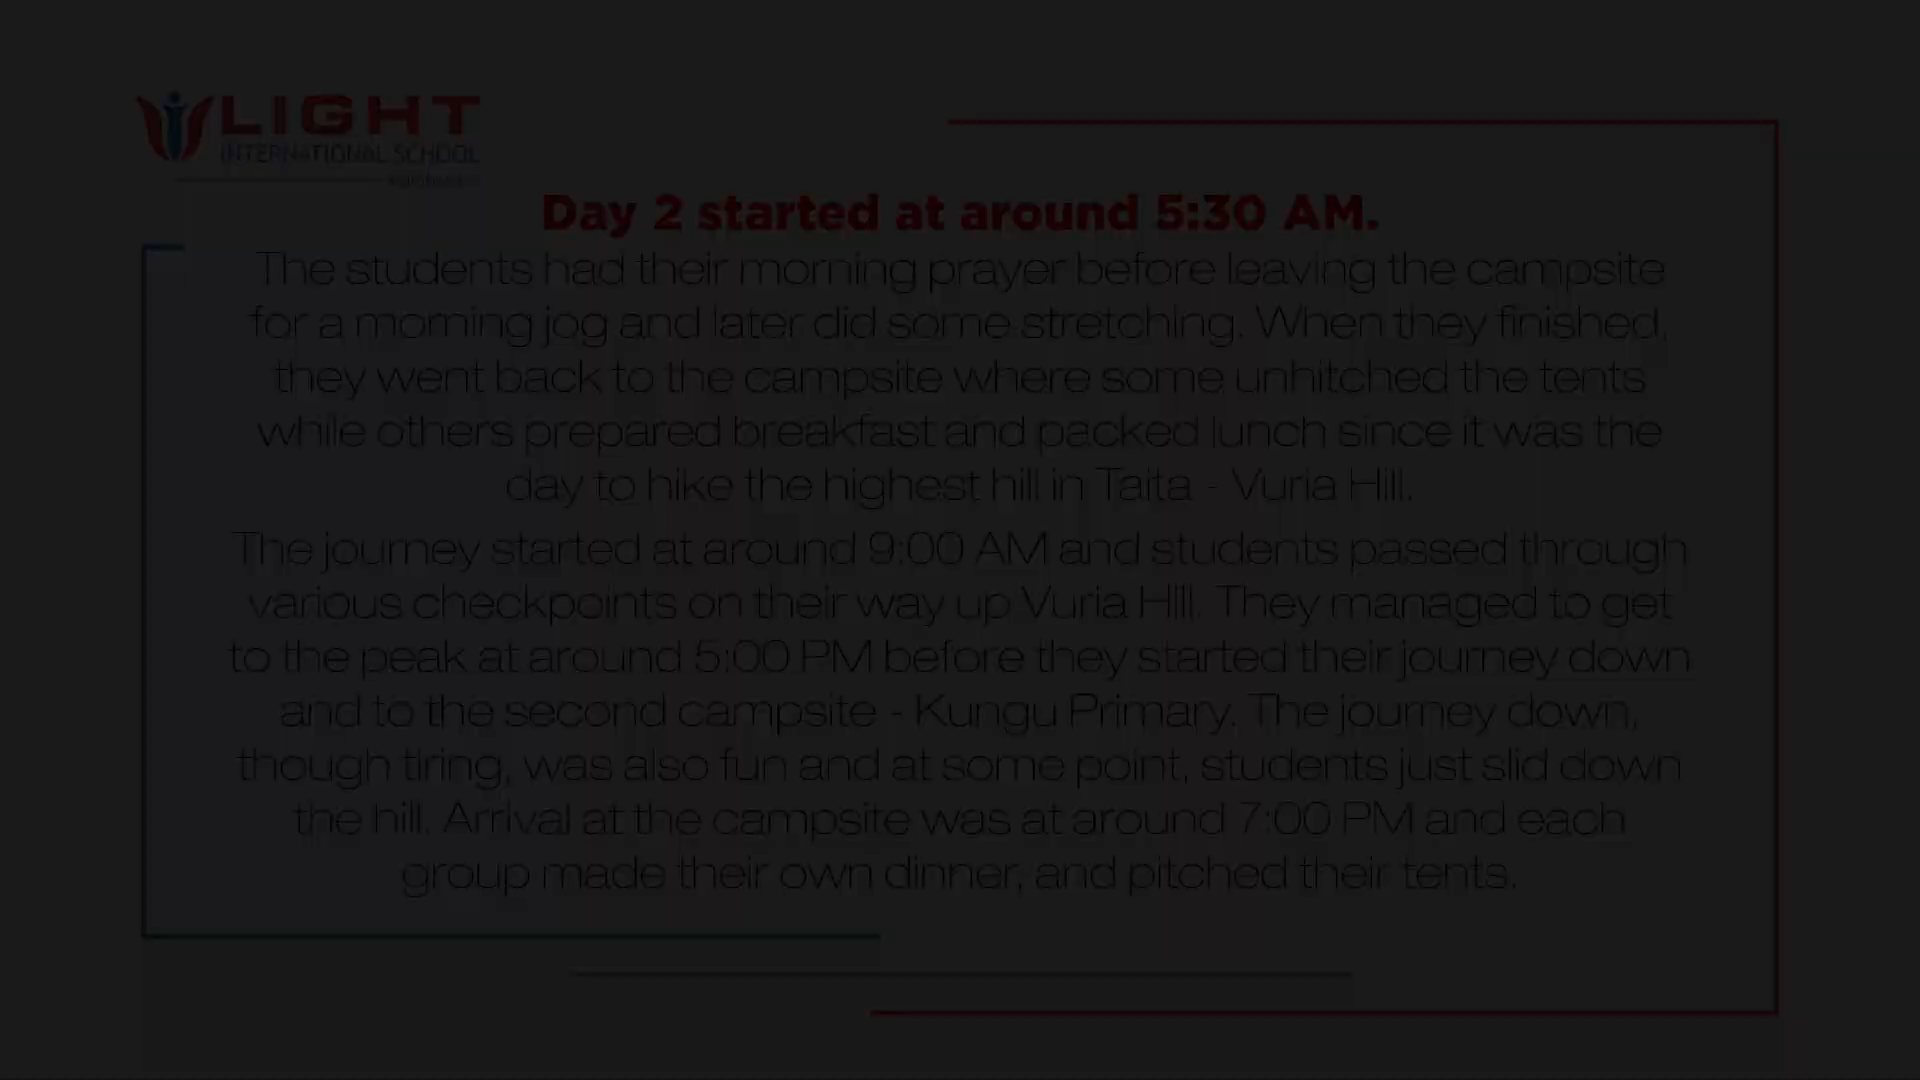 LIGHT
INTERNATIONAL SCHOOL
Day 2 started at around 5:30 AM.
The students had their morning prayer before leaving the campsite
for a morning jog and later did some stretching. When they finished,
they went back to the campsite where some unhitched the tents
while others prepared breakfast and packed lunch since it was the
day to hike the highest hill in Taita - Vuria Hill.
The journey started at around 9:00 AM and students passed through
various checkpoints on their way up Vuria Hill. They managed to get
to the peak at around 5:00 PM before they started their journey down
and to the second campsite - Kungu Primary. The journey down,
though tiring, was also fun and at some point, students just slid down
the hill. Arrival at the campsite was at around 7:00 PM and each
group made their own dinner, and pitched their tents.